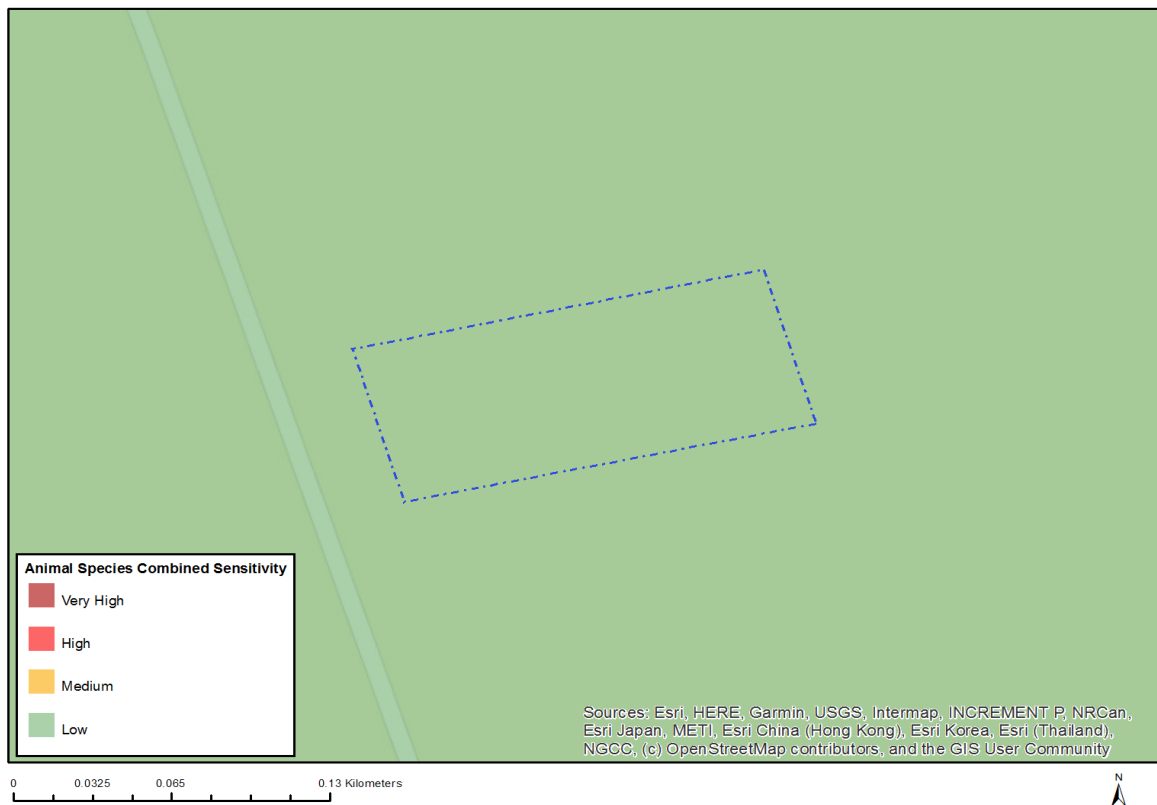 Animal Species Combined Sensitivity
Very High
High
Medium
Low
Sources: Esri, HERE, Garmin, USGS, Intermap, INCREMENT P, NRCan,
Esri Japan, METI, Esri China (Hong Kong), Esri Korea, Esri (Thailand),
NGCC, (c) OpenStreetMap contributors, and the GIS User Community
0 0.0325 0.065 0.13 Kilometers
N